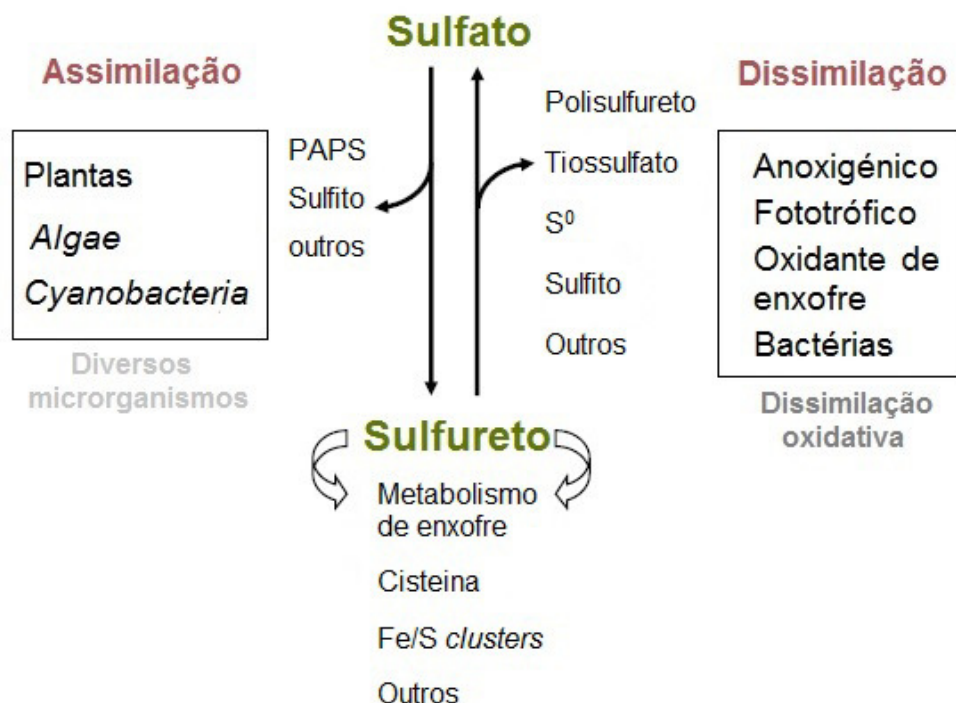 Sulfato
Assimilação
Dissimilação
Plantas
Algae
Cyanobacteria
Diversos
microrganismos
PAPS
Sulfito
outros
Polisulfureto
Tiossulfato
S⁰
Sulfito
Outros
Anoxigénico
Fototrófico
Oxidante de
enxofre
Bactérias
Dissimilação
oxidativa
Sulfureto
Metabolismo
de enxofre
Cisteina
Fe/S clusters
Outros